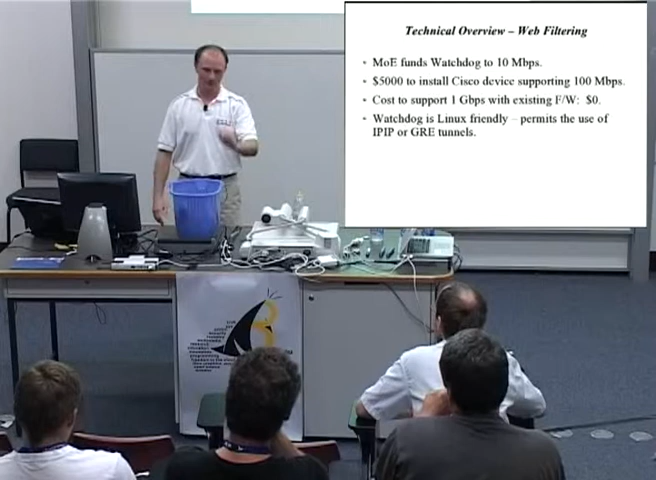 Technical Overview – Web Filtering
MoE funds Watchdog to 10 Mbps.
$5000 to install Cisco device supporting 100 Mbps.
Cost to support 1 Gbps with existing F/W: $0.
Watchdog is Linux friendly – permits the use of
IPIP or GRE tunnels.